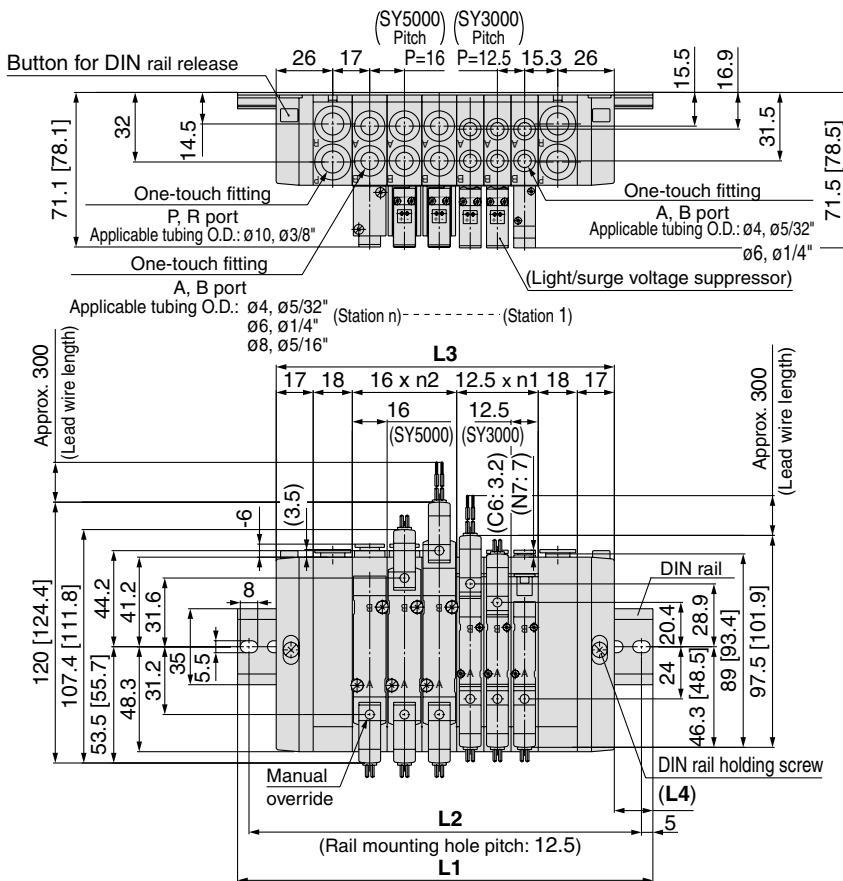 (SY5000)
Pitch
P=16
(SY3000)
Pitch
P=12.5
26
17
15.3
26
15.5
16.9
Button for DIN rail release
71.1 [78.1]
32
14.5
31.5
71.5 [78.5]
P
R
A
B
A
B
A
B
A
B
A
B
A
B
P
R
One-touch fitting
P, R port
Applicable tubing O.D.: ø10, ø3/8"
One-touch fitting
A, B port
Applicable tubing O.D.: ø4, ø5/32"
ø6, ø1/4"
ø8, ø5/16"
One-touch fitting
A, B port
Applicable tubing O.D.: ø4, ø5/32"
ø6, ø1/4"
(Light/surge voltage suppressor)
(Station n)
(Station 1)
L3
17
18
16 x n2
12.5 x n1
18
17
16
(SY5000)
12.5
(SY3000)
Approx. 300
(Lead wire length)
Approx. 300
(Lead wire length)
-6
(3.5)
(C6: 3.2)
(N7: 7)
120 [124.4]
107.4 [111.8]
53.5 [55.7]
44.2
48.3
41.2
31.6
31.2
35
8
5.5
B
B
B
B
B
B
A
A
A
A
A
A
DIN rail
28.9
20.4
24
46.3 [48.5]
89 [93.4]
97.5 [101.9]
Manual
override
DIN rail holding screw
(L4)
L2
5
(Rail mounting hole pitch: 12.5)
L1